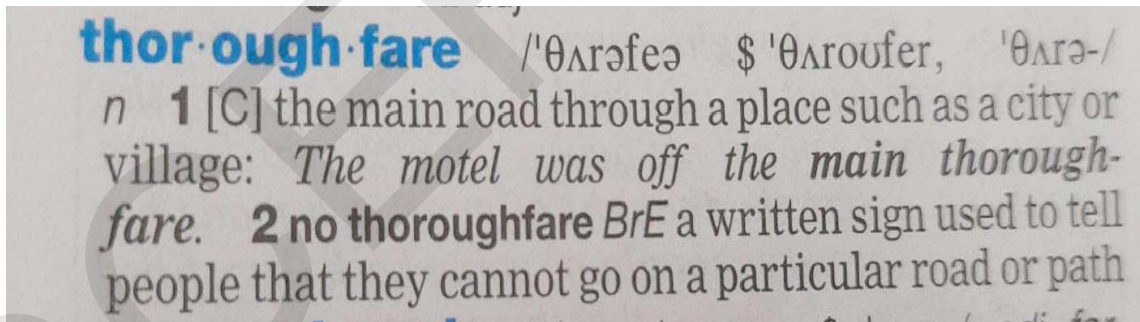 thor·ough·fare /ˈθʌrəfeə $ ˈθʌroʊfer, ˈθʌrə-/
n 1 [C] the main road through a place such as a city or
village: The motel was off the main thorough-
fare. 2 no thoroughfare BrE a written sign used to tell
people that they cannot go on a particular road or path